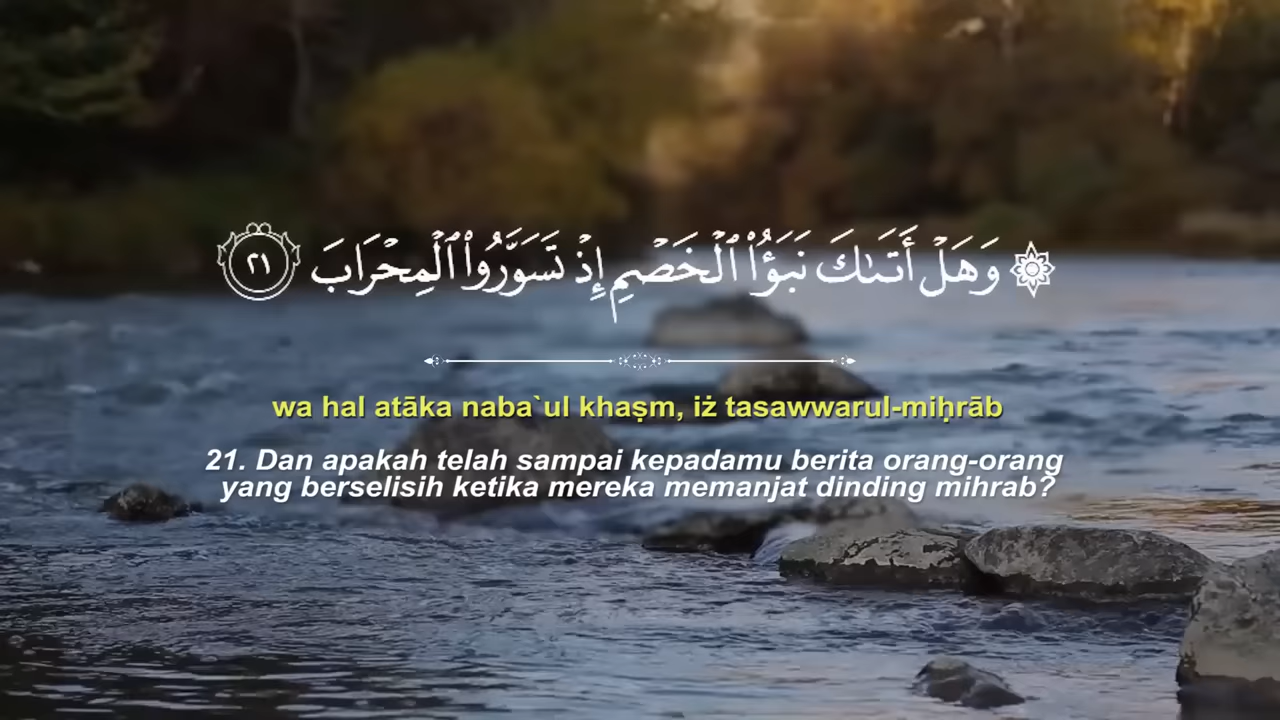 ۞ وَهَلْ أَتَىٰكَ نَبَؤُا۟ ٱلْخَصْمِ إِذْ تَسَوَّرُوا۟ ٱلْمِحْرَابَ ٢١
wa hal atāka naba`ul khaṣm, iż tasawwarul-miḥrāb
21. Dan apakah telah sampai kepadamu berita orang-orang
yang berselisih ketika mereka memanjat dinding mihrab?